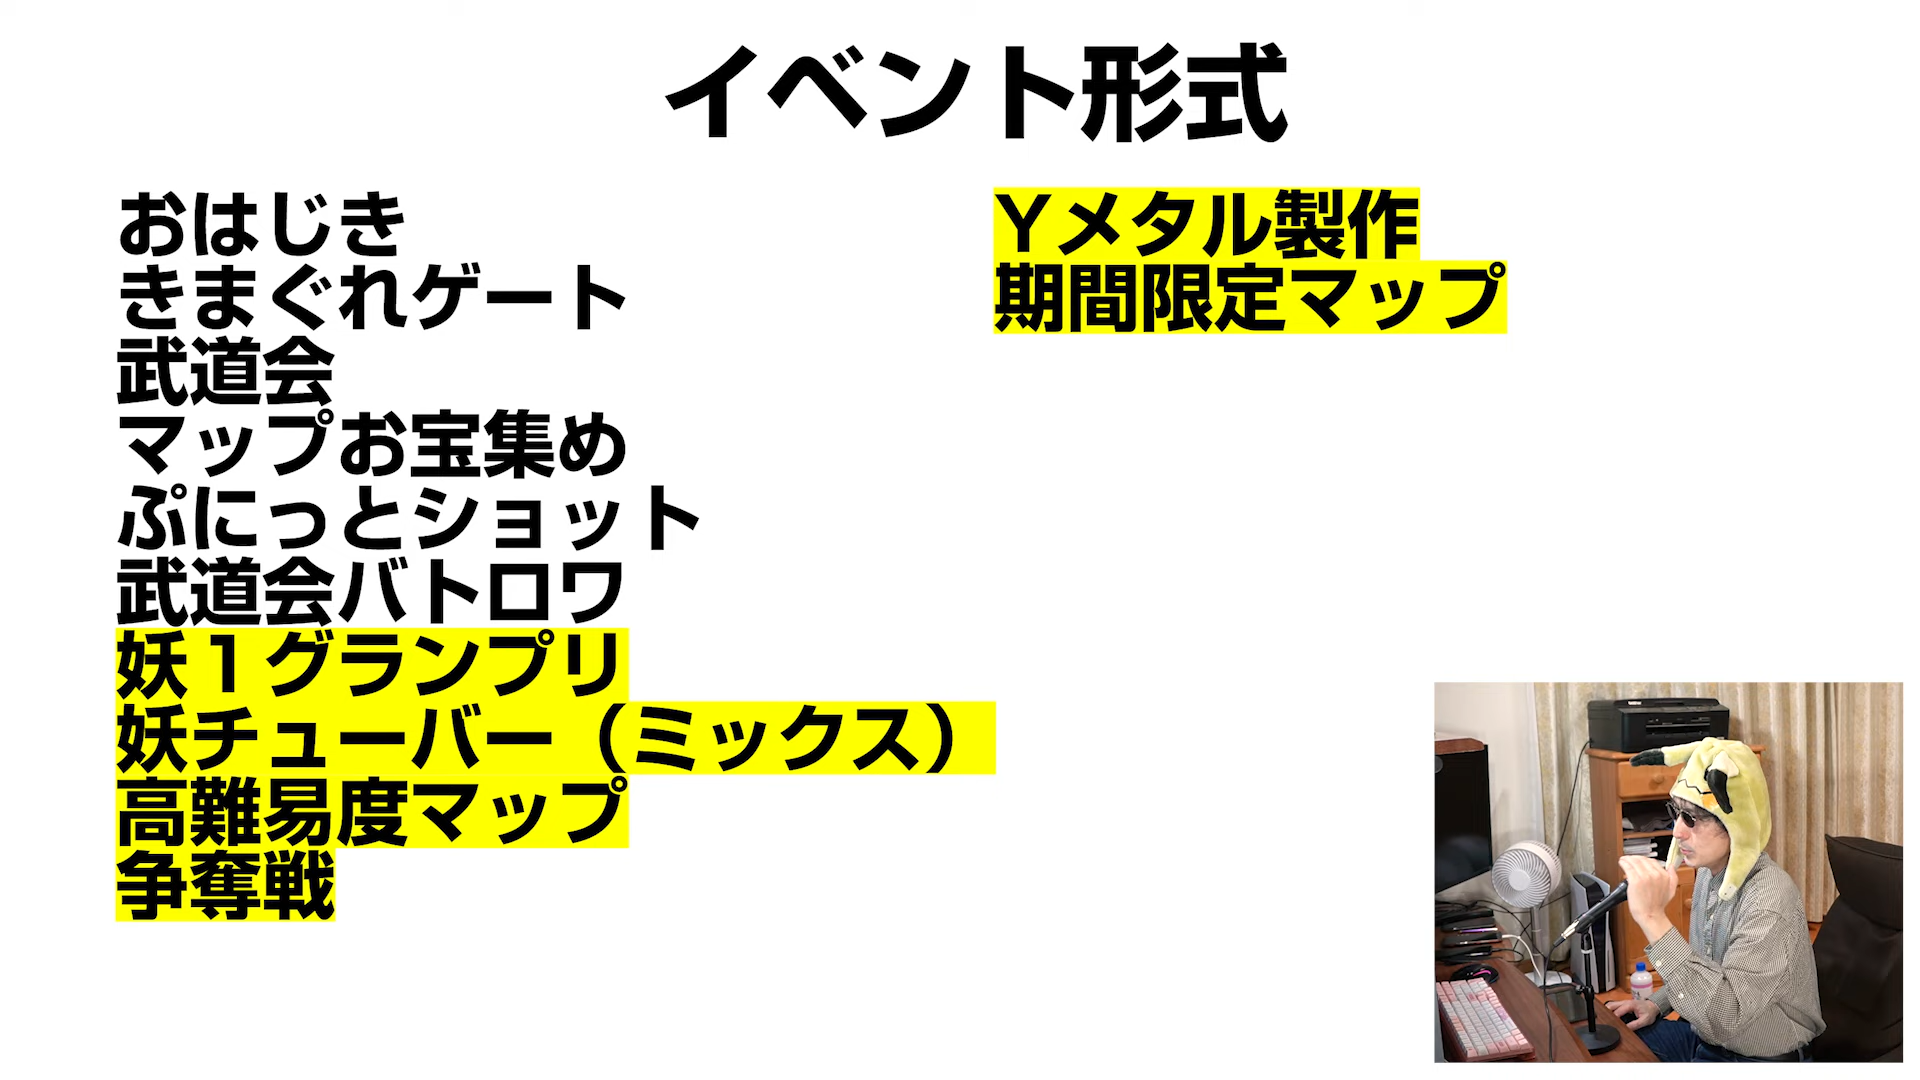 イベント形式
おはじき
きまぐれゲート
武道会
マップお宝集め
ぷにっとショット
武道会バトロワ
妖１グランプリ
妖チューバー（ミックス）
高難易度マップ
争奪戦
Ｙメタル製作
期間限定マップ